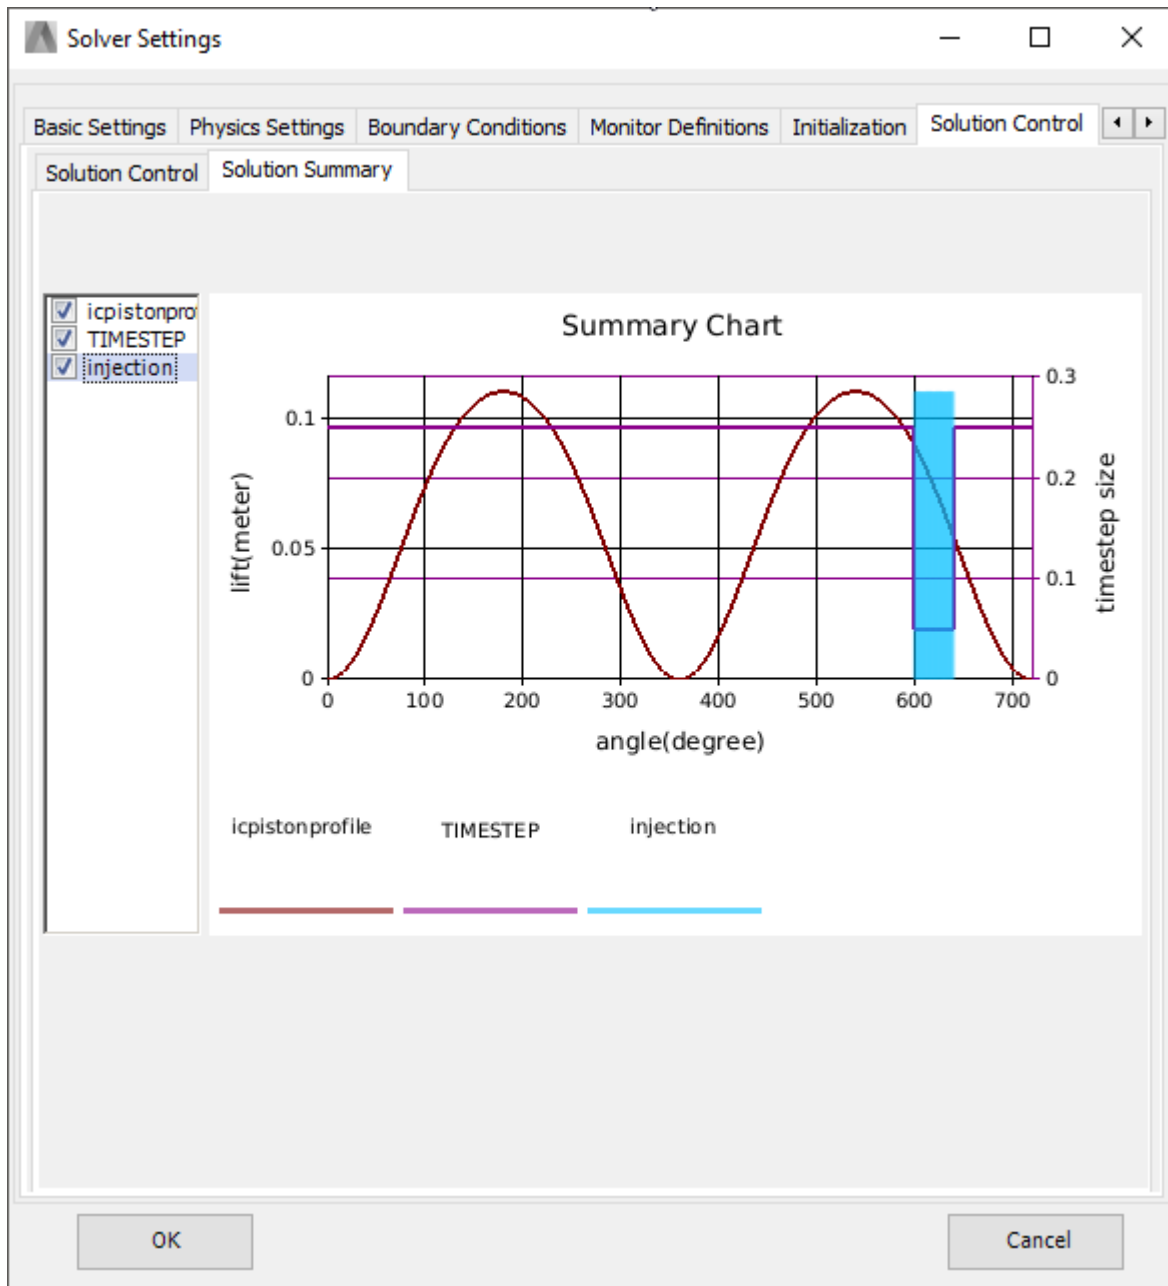 Solver Settings
Basic Settings Physics Settings Boundary Conditions Monitor Definitions Initialization Solution Control
Solution Control Solution Summary
icpistonprof
TIMESTEP
injection
Summary Chart
lift(meter)
0.1
0.05
0
0.3
0.2
0.1
0
timestep size
0 100 200 300 400 500 600 700
angle(degree)
icpistonprofile TIMESTEP injection
OK Cancel